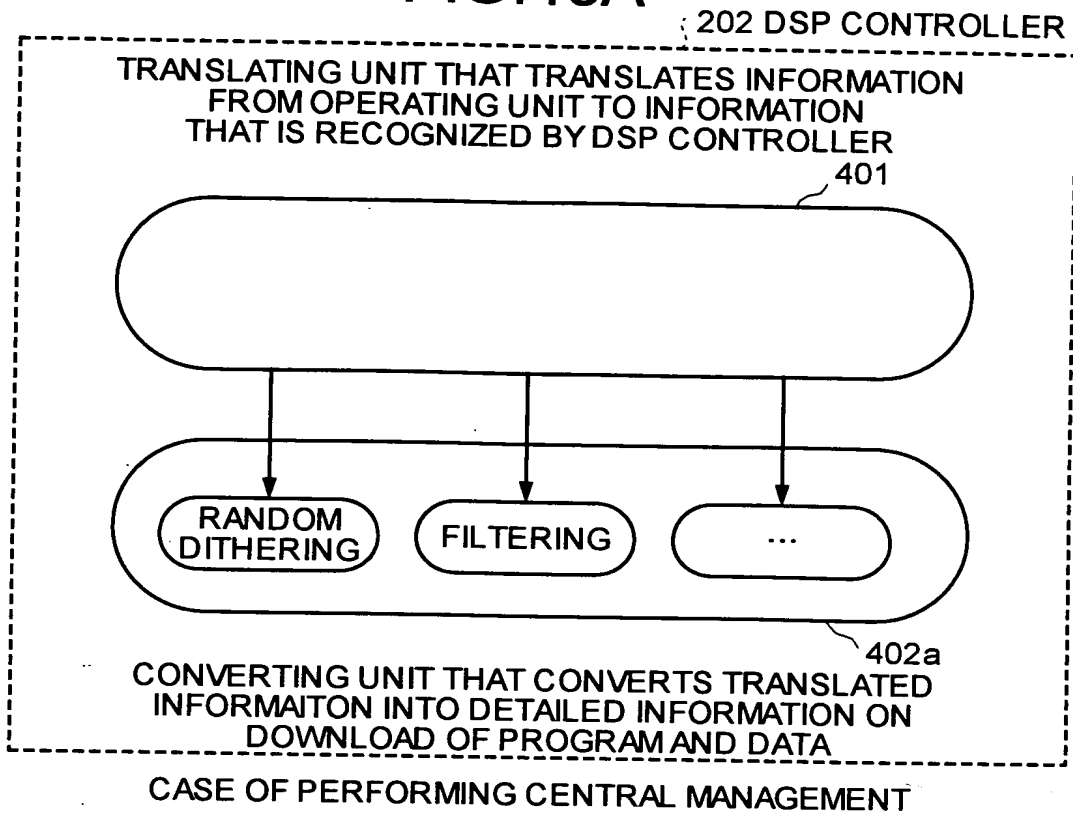 202 DSP CONTROLLER
TRANSLATING UNIT THAT TRANSLATES INFORMATION
FROM OPERATING UNIT TO INFORMATION
THAT IS RECOGNIZED BY DSP CONTROLLER
401
RANDOM
DITHERING
FILTERING
...
402a
CONVERTING UNIT THAT CONVERTS TRANSLATED
INFORMAITON INTO DETAILED INFORMATION ON
DOWNLOAD OF PROGRAM AND DATA
CASE OF PERFORMING CENTRAL MANAGEMENT